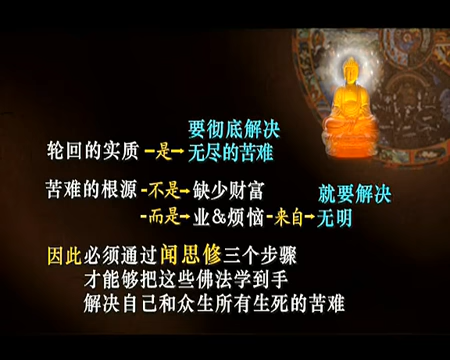 要彻底解决
轮回的实质－是→无尽的苦难
苦难的根源－不是→缺少财富
就要解决
－而是→业&烦恼－来自→无明
因此必须通过闻思修三个步骤
才能够把这些佛法学到手
解决自己和众生所有生死的苦难